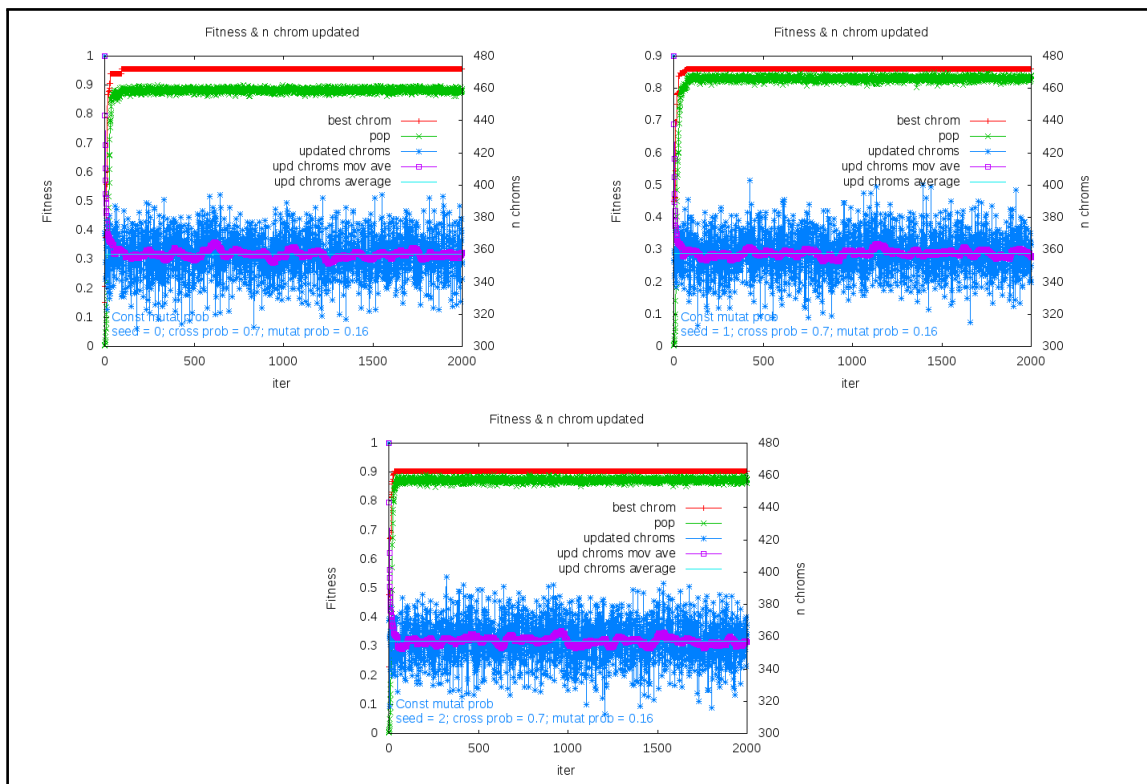 Fitness & n chrom updated
1
0.9
0.8
0.7
0.6
0.5
0.4
0.3
0.2
0.1
0
Fitness
480
460
440
420
400
380
360
340
320
300
n chroms
best chrom
pop
updated chroms
upd chroms mov ave
upd chroms average
Const mutat prob
seed = 0; cross prob = 0.7; mutat prob = 0.16
0 500 1000 1500 2000
iter
Fitness & n chrom updated
0.9
0.8
0.7
0.6
0.5
0.4
0.3
0.2
0.1
0
Fitness
480
460
440
420
400
380
360
340
320
300
n chroms
best chrom
pop
updated chroms
upd chroms mov ave
upd chroms average
Const mutat prob
seed = 1; cross prob = 0.7; mutat prob = 0.16
0 500 1000 1500 2000
iter
Fitness & n chrom updated
1
0.9
0.8
0.7
0.6
0.5
0.4
0.3
0.2
0.1
0
Fitness
480
460
440
420
400
380
360
340
320
300
n chroms
best chrom
pop
updated chroms
upd chroms mov ave
upd chroms average
Const mutat prob
seed = 2; cross prob = 0.7; mutat prob = 0.16
0 500 1000 1500 2000
iter